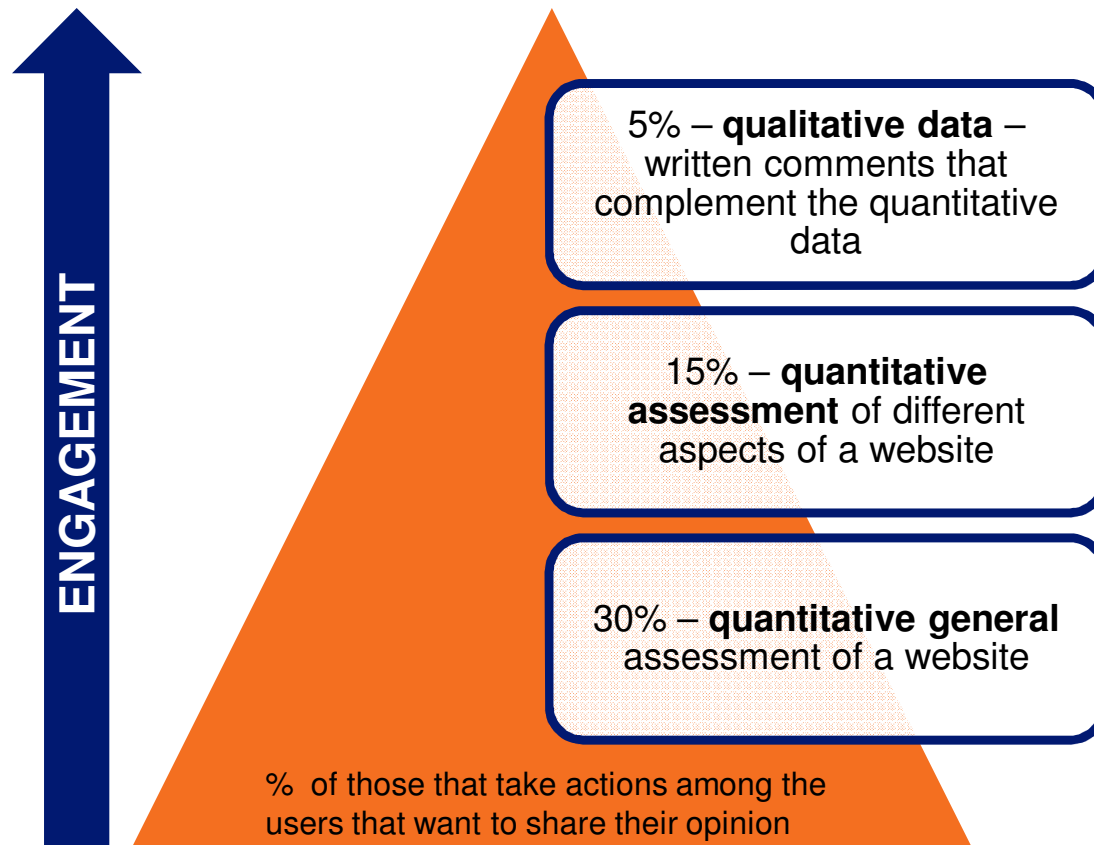 ENGAGEMENT
5% – qualitative data –
written comments that
complement the quantitative
data
15% – quantitative
assessment of different
aspects of a website
30% – quantitative general
assessment of a website
% of those that take actions among the
users that want to share their opinion